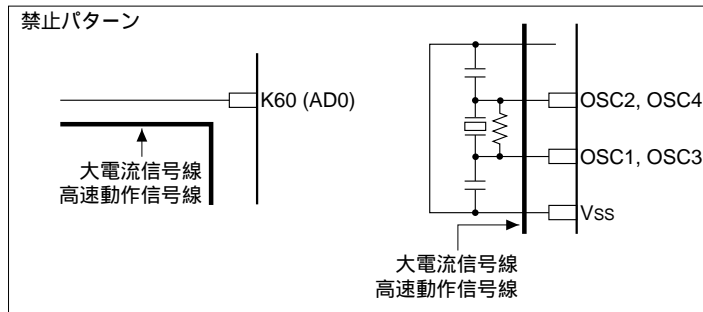 禁止パターン
K60 (AD0)
大電流信号線
高速動作信号線
OSC2, OSC4
OSC1, OSC3
VSS
大電流信号線
高速動作信号線